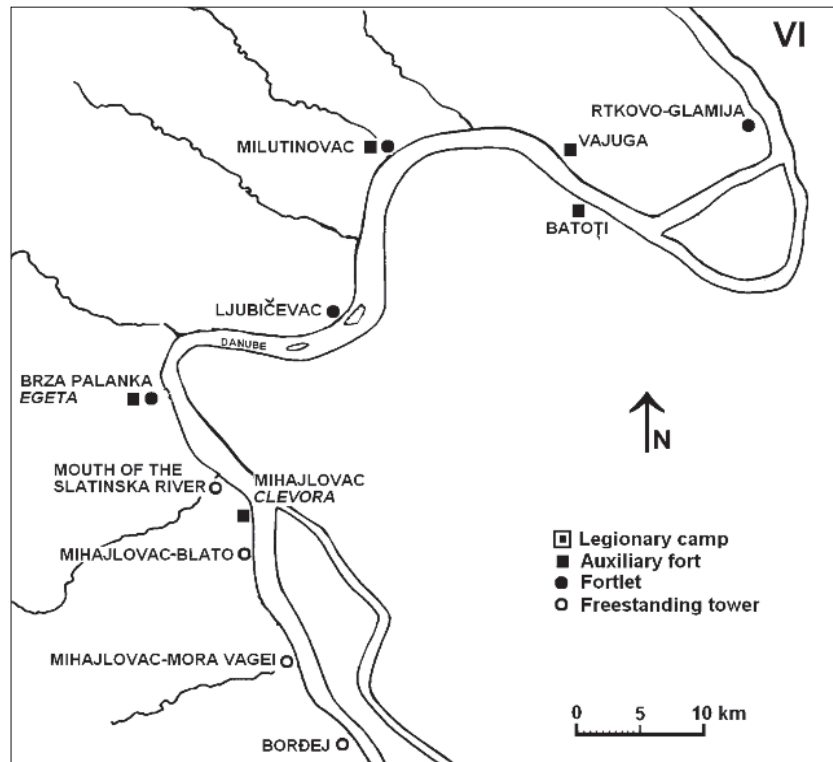 VI
RTKOVO-GLAMIJA
MILUTINOVAC
VAJUGA
BATOȚI
LJUBIČEVAC
DANUBE
BRZA PALANKA
EGETA
MOUTH OF THE
SLATINSKA RIVER
MIHAJLOVAC
CLEVORA
N
MIHAJLOVAC-BLATO
MIHAJLOVAC-MORA VAGEI
BORĐEJ
Legionary camp
Auxiliary fort
Fortlet
Freestanding tower
0 5 10 km